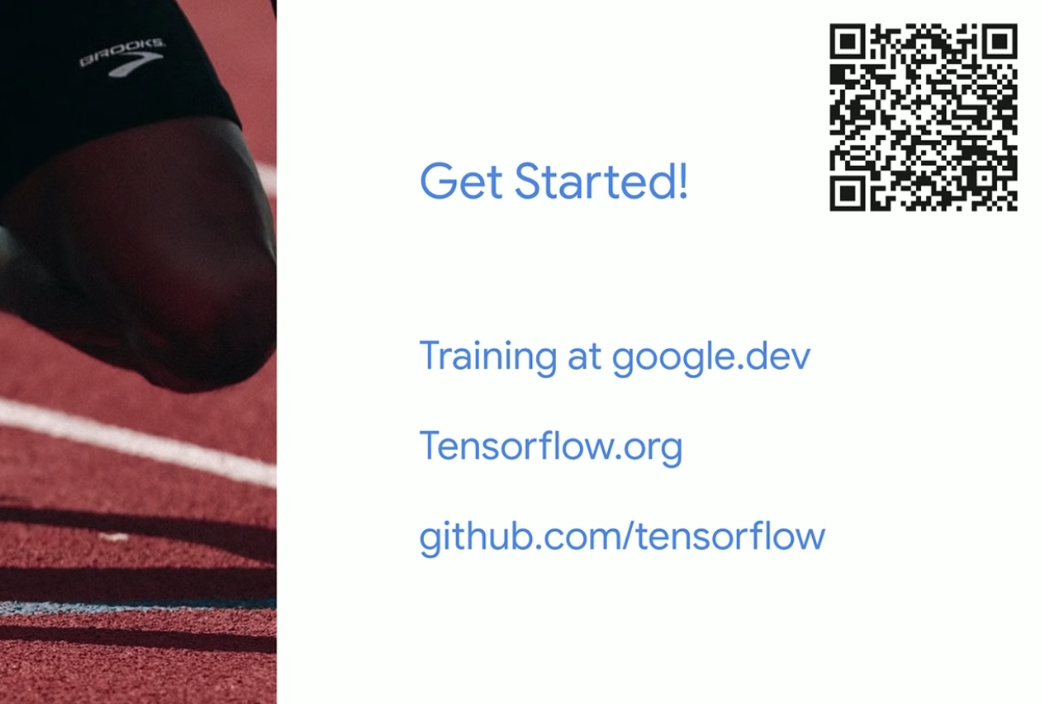 BROOKS
Get Started!
Training at google.dev
Tensorflow.org
github.com/tensorflow